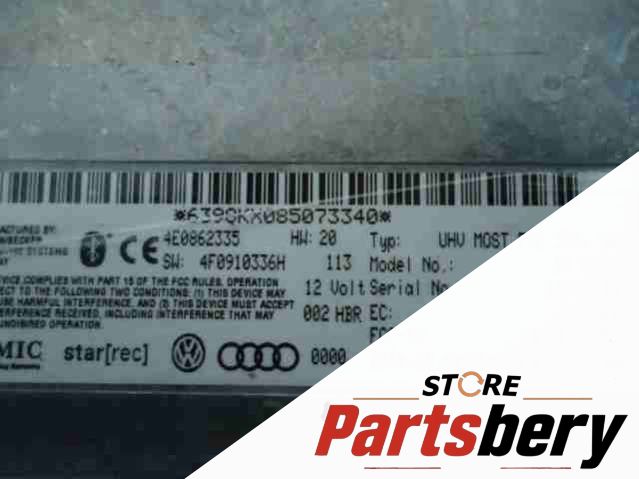 *639QKX085073340*
4E0862335 HW: 20 Typ: UHV MOST
SW: 4F0910336H 113 Model No.:
DEVICE COMPLIES WITH PART 15 OF THE FCC RULES. OPERATION
TO THE FOLLOWING TWO CONDITIONS: (1) THIS DEVICE MAY
HARMFUL INTERFERENCE, AND (2) THIS DEVICE MUST ACCEPT
INTERFERENCE RECEIVED, INCLUDING INTERFERENCE THAT MAY
OPERATION
12 Volt Serial No
002 HBR EC:
MIC star[rec] 0000
STORE
Partsbery